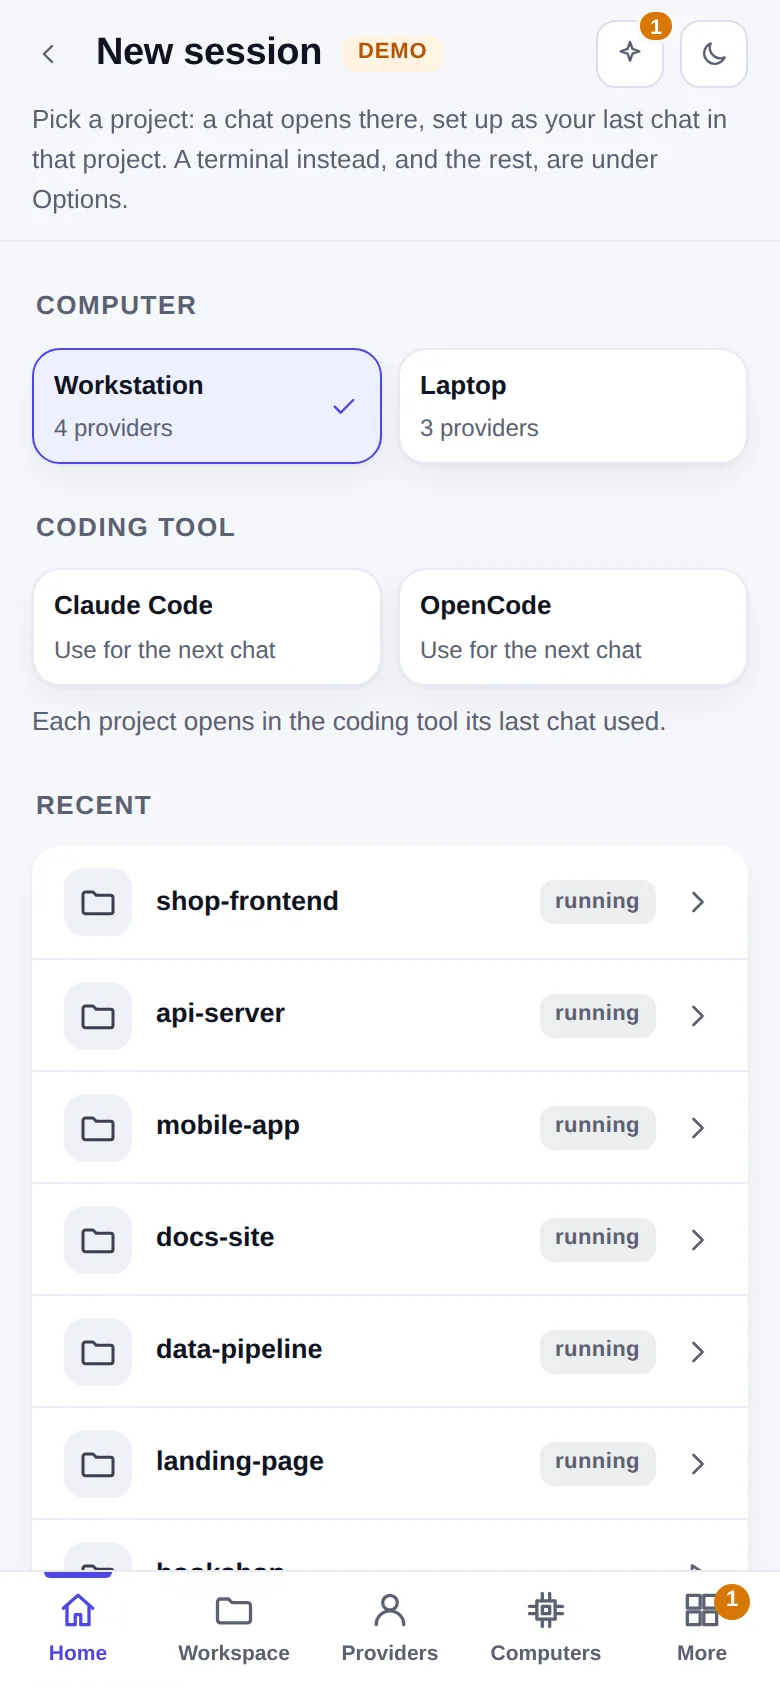 New session DEMO 1
Pick a project: a chat opens there, set up as your last chat in
that project. A terminal instead, and the rest, are under
Options.
COMPUTER
Workstation
4 providers
Laptop
3 providers
CODING TOOL
Claude Code
Use for the next chat
OpenCode
Use for the next chat
Each project opens in the coding tool its last chat used.
RECENT
shop-frontend running
api-server running
mobile-app running
docs-site running
data-pipeline running
landing-page running
Home Workspace Providers Computers More 1